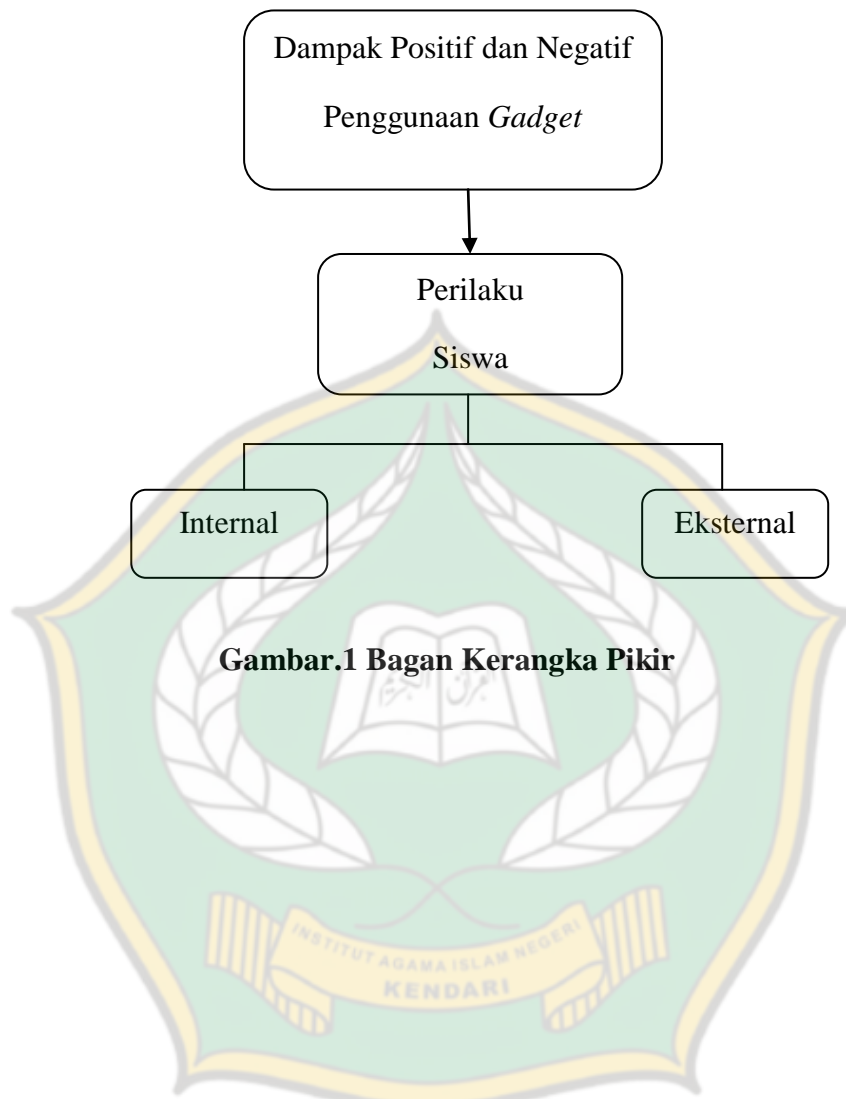 Dampak Positif dan Negatif
Penggunaan Gadget
Perilaku
Siswa
Internal
Eksternal
Gambar.1 Bagan Kerangka Pikir
INSTITUT AGAMA ISLAM NEGERI
KENDARI